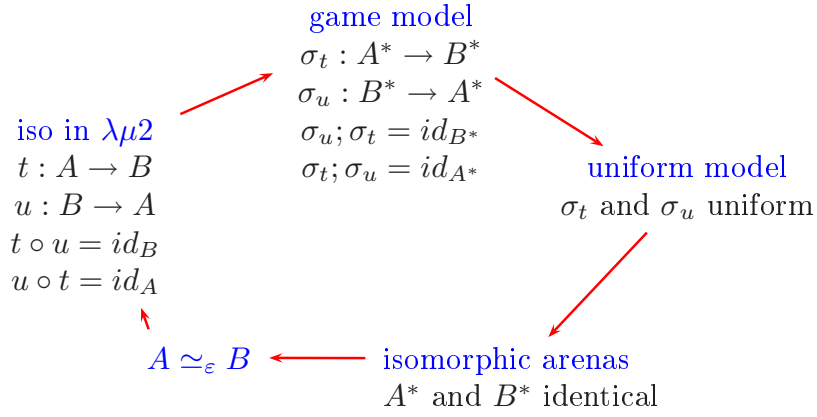 game model
σ_t : A* → B*
σ_u : B* → A*
σ_u; σ_t = id_{B*}
σ_t; σ_u = id_{A*}
iso in λμ2
t : A → B
u : B → A
t ∘ u = id_B
u ∘ t = id_A
uniform model
σ_t and σ_u uniform
A ≃_ε B
isomorphic arenas
A* and B* identical